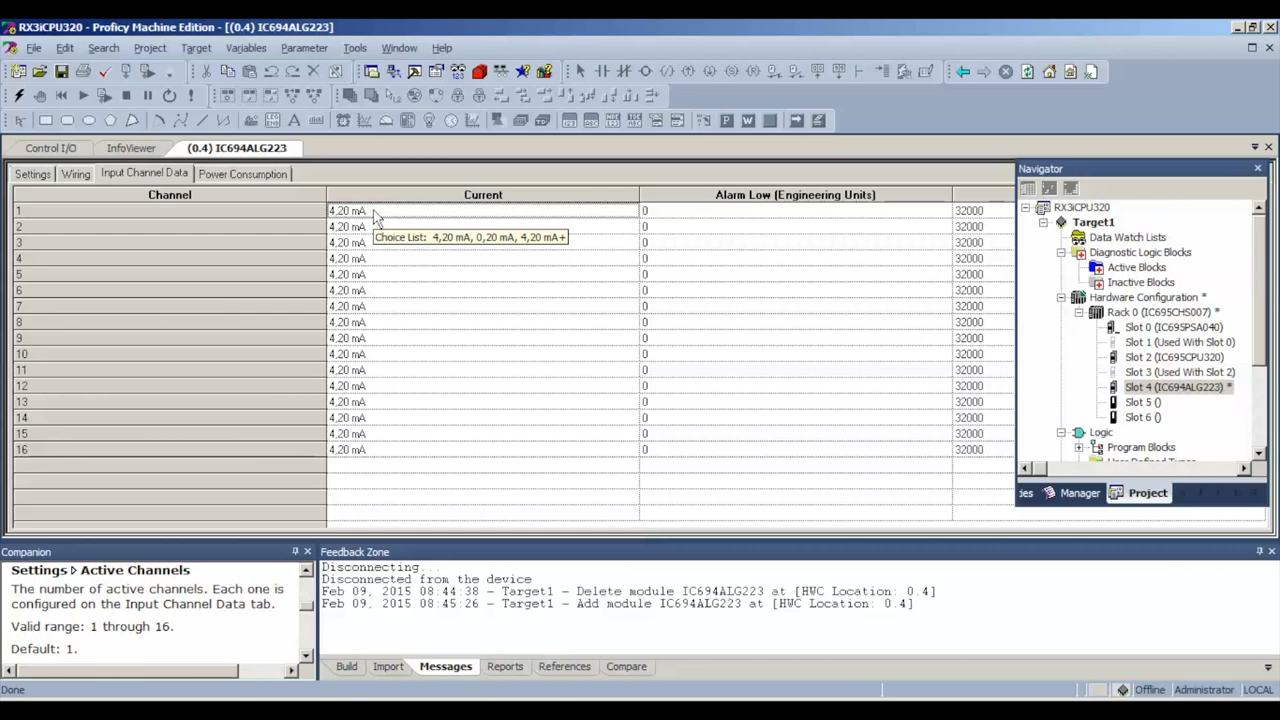 RX3iCPU320 - Proficy Machine Edition - [(0.4) IC694ALG223]
File Edit Search Project Target Variables Parameter Tools Window Help
Control I/O InfoViewer (0.4) IC694ALG223
Settings Wiring Input Channel Data Power Consumption
Channel Current Alarm Low (Engineering Units)
1 4,20 mA 0 32000
2 4,20 mA 0 32000
Choice List: 4,20 mA, 0,20 mA, 4,20 mA+
3 4,20 mA 0 32000
4 4,20 mA 0 32000
5 4,20 mA 0 32000
6 4,20 mA 0 32000
7 4,20 mA 0 32000
8 4,20 mA 0 32000
9 4,20 mA 0 32000
10 4,20 mA 0 32000
11 4,20 mA 0 32000
12 4,20 mA 0 32000
13 4,20 mA 0 32000
14 4,20 mA 0 32000
15 4,20 mA 0 32000
16 4,20 mA 0 32000
Navigator
RX3iCPU320
Target1
Data Watch Lists
Diagnostic Logic Blocks
Active Blocks
Inactive Blocks
Hardware Configuration *
Rack 0 (IC695CHS007) *
Slot 0 (IC695PSA040)
Slot 1 (Used With Slot 0)
Slot 2 (IC695CPU320)
Slot 3 (Used With Slot 2)
Slot 4 (IC694ALG223) *
Slot 5 ()
Slot 6 ()
Logic
Program Blocks
ies Manager Project
Companion
Settings Active Channels
The number of active channels. Each one is
configured on the Input Channel Data tab.
Valid range: 1 through 16.
Default: 1.
Feedback Zone
Disconnecting...
Disconnected from the device
Feb 09, 2015 08:44:38 - Target1 - Delete module IC694ALG223 at [HWC Location: 0.4]
Feb 09, 2015 08:45:26 - Target1 - Add module IC694ALG223 at [HWC Location: 0.4]
Build Import Messages Reports References Compare
Done Offline Administrator LOCAL